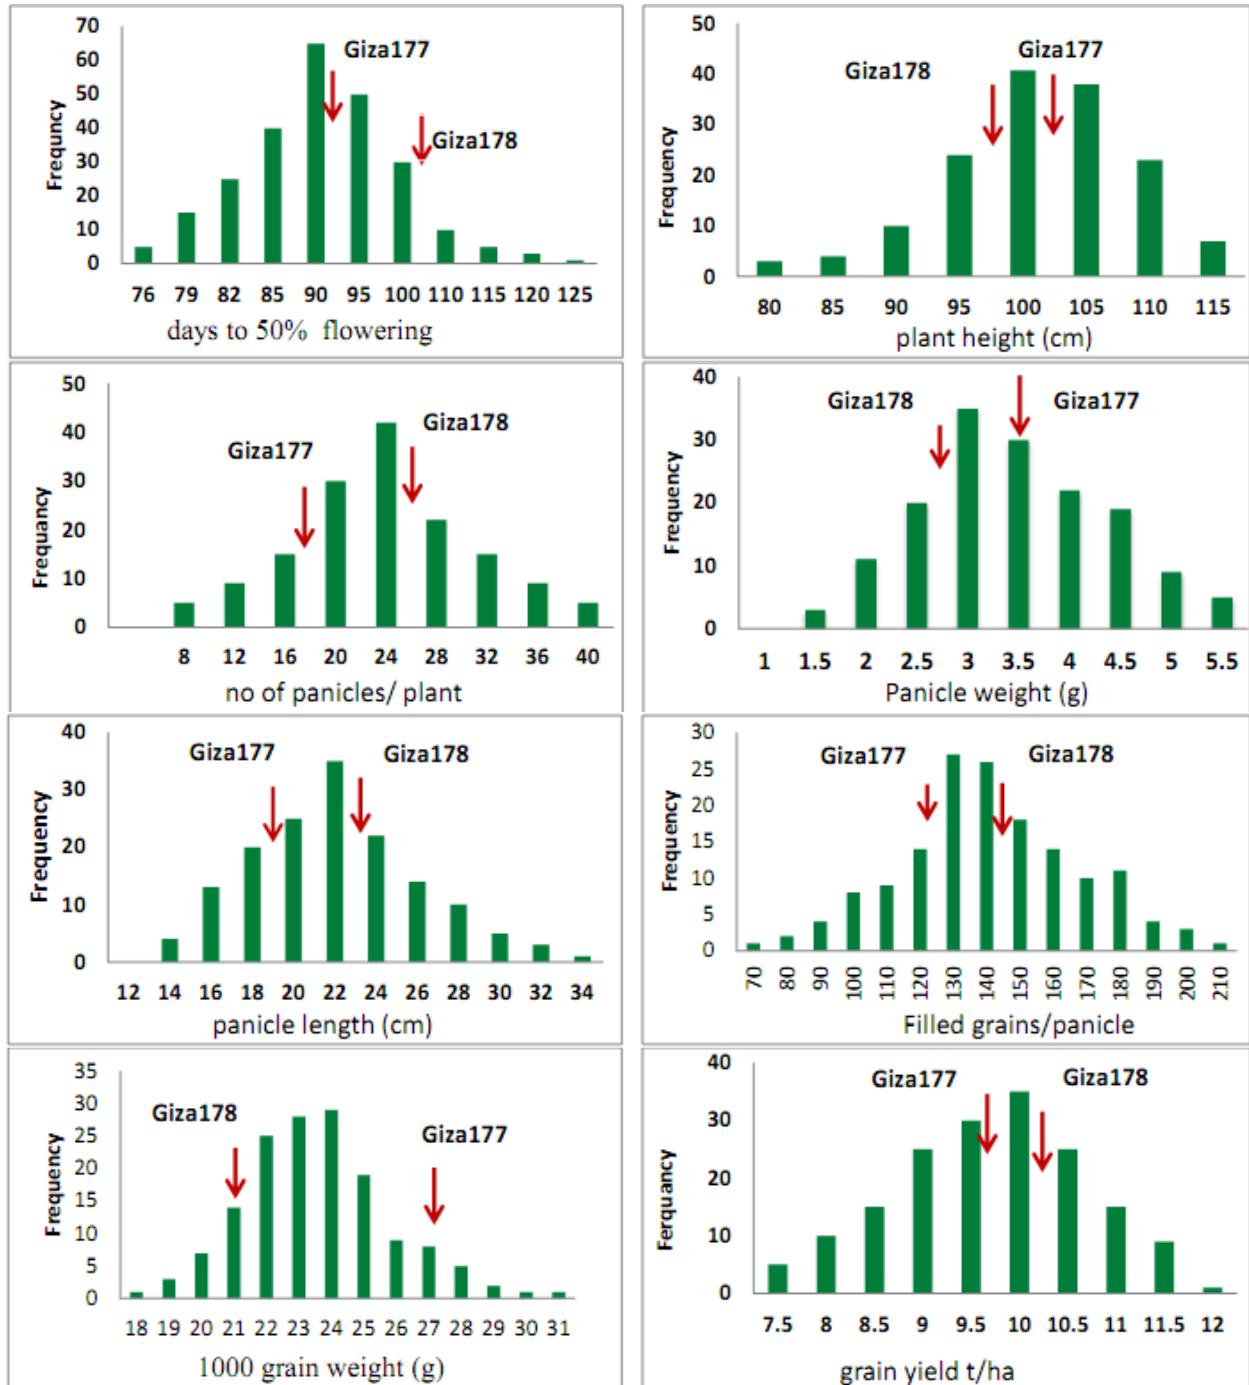 70
60
50
40
30
20
10
0
Frequncy
Giza177
Giza178
76 79 82 85 90 95 100 110 115 120 125
days to 50% flowering
50
40
30
20
10
0
Frequency
Giza178
Giza177
80 85 90 95 100 105 110 115
plant height (cm)
50
40
30
20
10
0
Frequancy
Giza177
Giza178
8 12 16 20 24 28 32 36 40
no of panicles/ plant
40
30
20
10
0
Frequency
Giza178
Giza177
1 1.5 2 2.5 3 3.5 4 4.5 5 5.5
Panicle weight (g)
40
30
20
10
0
Frequency
Giza177
Giza178
12 14 16 18 20 22 24 26 28 30 32 34
panicle length (cm)
30
25
20
15
10
5
0
Frequency
Giza177
Giza178
70 80 90 100 110 120 130 140 150 160 170 180 190 200 210
Filled grains/panicle
35
30
25
20
15
10
5
0
Frequency
Giza178
Giza177
18 19 20 21 22 23 24 25 26 27 28 29 30 31
1000 grain weight (g)
40
30
20
10
0
Ferquancy
Giza177
Giza178
7.5 8 8.5 9 9.5 10 10.5 11 11.5 12
grain yield t/ha